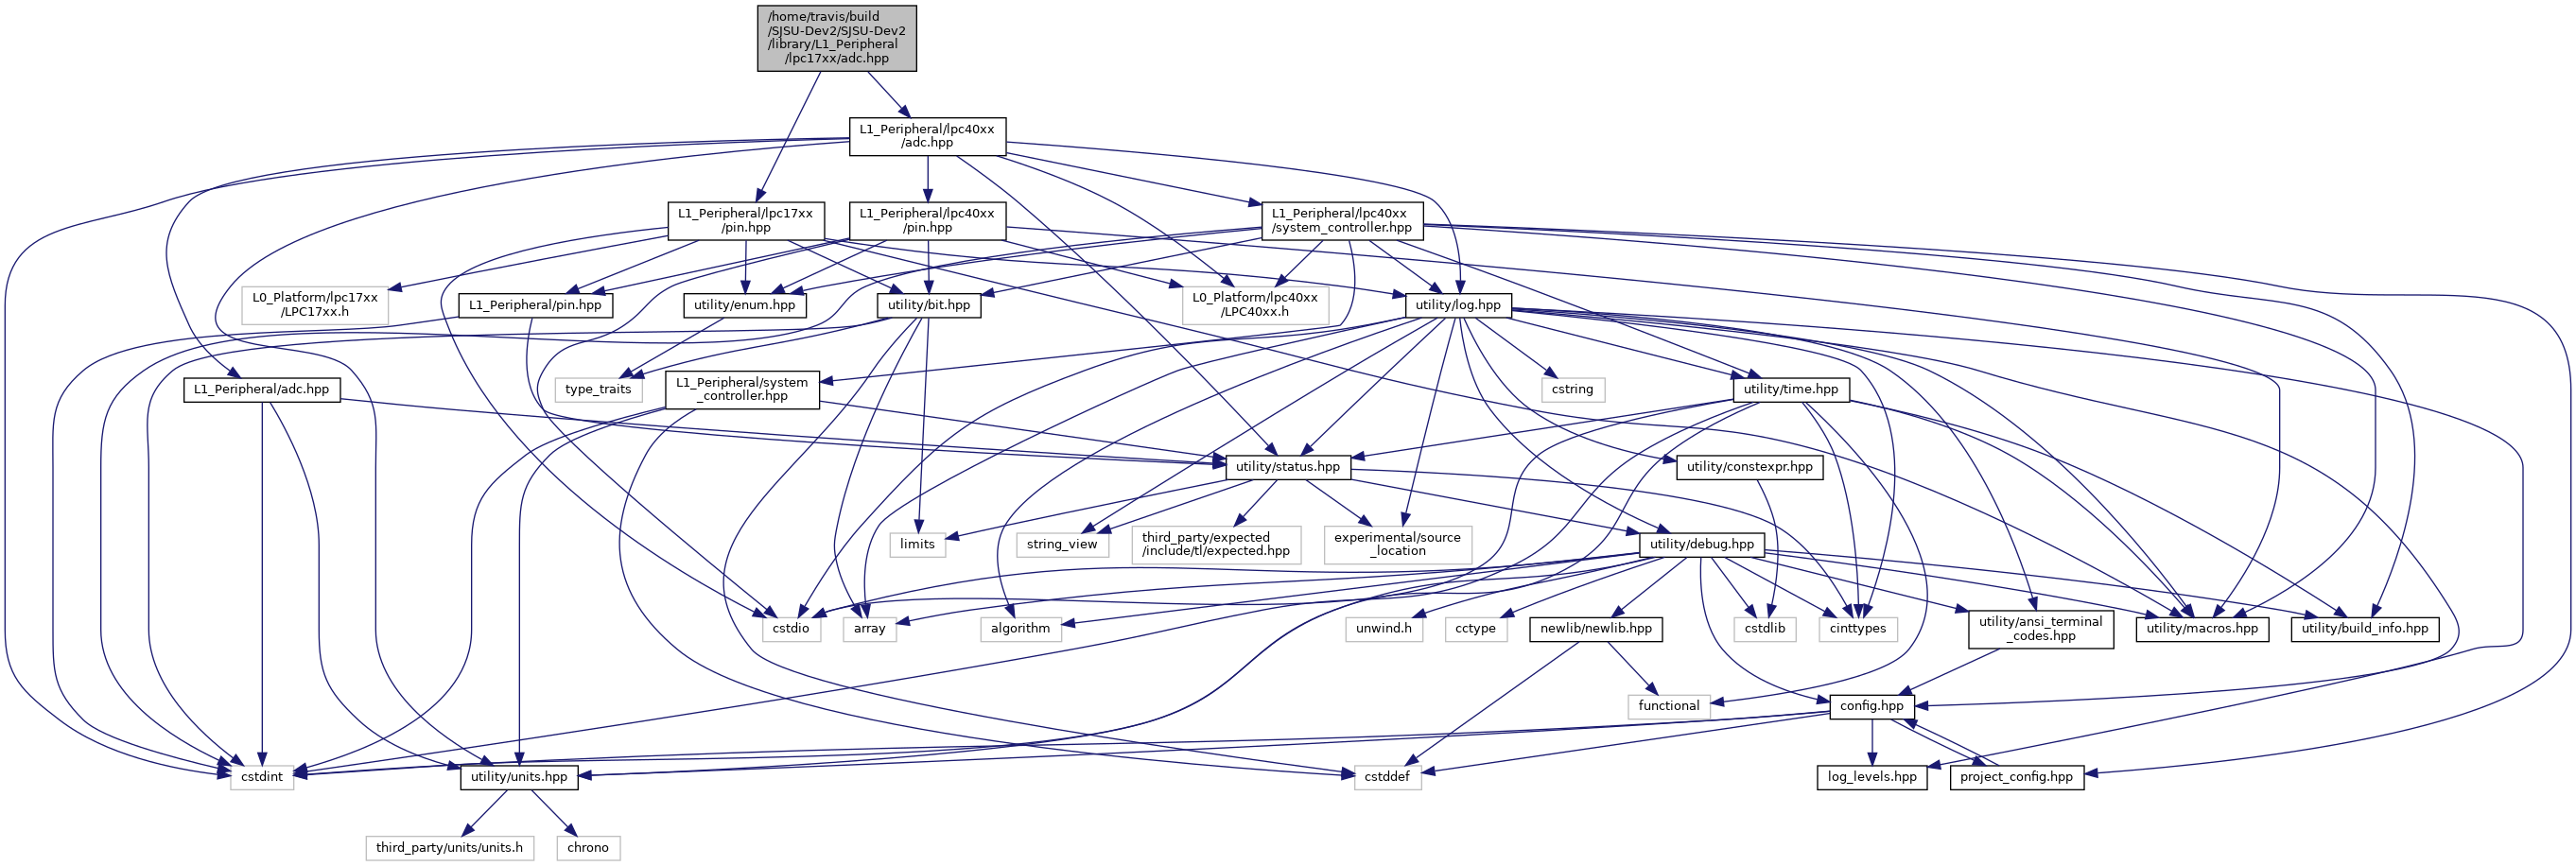 /home/travis/build
/SJSU-Dev2/SJSU-Dev2
/library/L1_Peripheral
/lpc17xx/adc.hpp
L1_Peripheral/lpc40xx
/adc.hpp
L1_Peripheral/lpc17xx
/pin.hpp
L1_Peripheral/lpc40xx
/pin.hpp
L1_Peripheral/lpc40xx
/system_controller.hpp
L0_Platform/lpc17xx
/LPC17xx.h
L1_Peripheral/pin.hpp
utility/enum.hpp
utility/bit.hpp
L0_Platform/lpc40xx
/LPC40xx.h
utility/log.hpp
L1_Peripheral/adc.hpp
type_traits
L1_Peripheral/system
_controller.hpp
cstring
utility/time.hpp
utility/status.hpp
utility/constexpr.hpp
limits
string_view
third_party/expected
/include/tl/expected.hpp
experimental/source
_location
utility/debug.hpp
cstdio
array
algorithm
unwind.h
cctype
newlib/newlib.hpp
cstdlib
cinttypes
utility/ansi_terminal
_codes.hpp
utility/macros.hpp
utility/build_info.hpp
functional
config.hpp
cstdint
utility/units.hpp
cstddef
log_levels.hpp
project_config.hpp
third_party/units/units.h
chrono